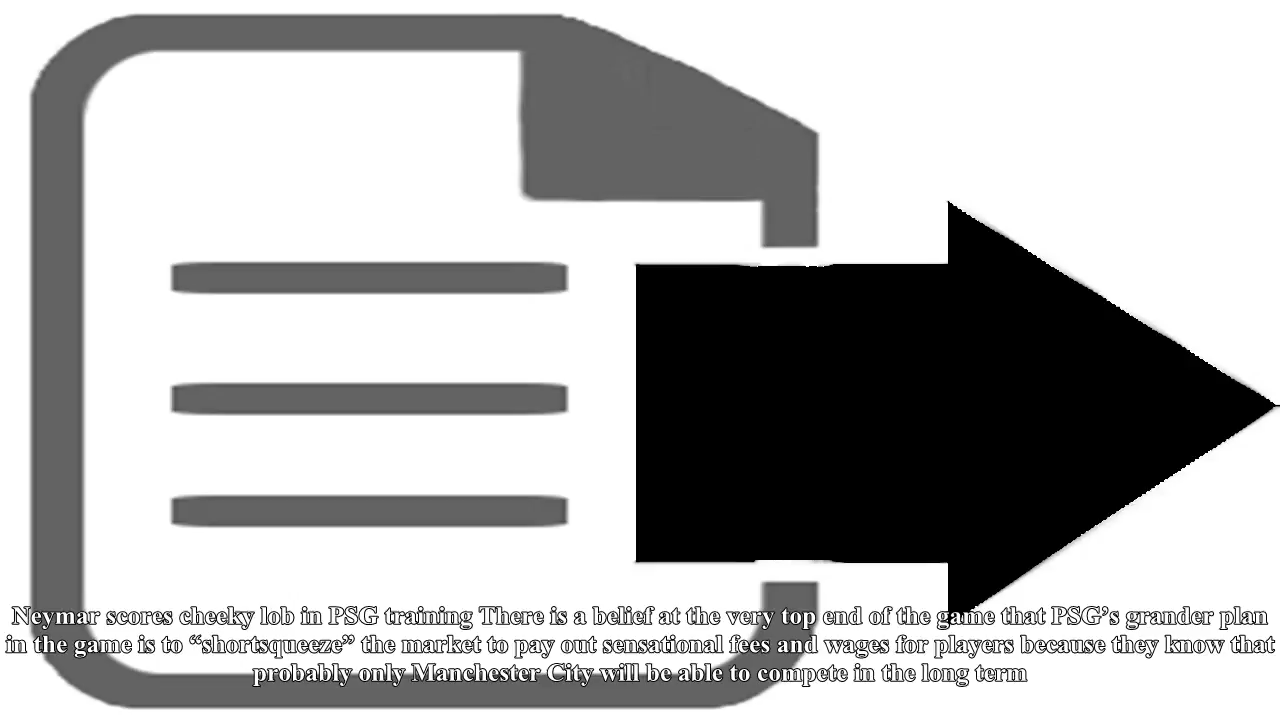 Neymar scores cheeky lob in PSG training There is a belief at the very top end of the game that PSG’s grander plan
in the game is to “shortsqueeze” the market to pay out sensational fees and wages for players because they know that
probably only Manchester City will be able to compete in the long term